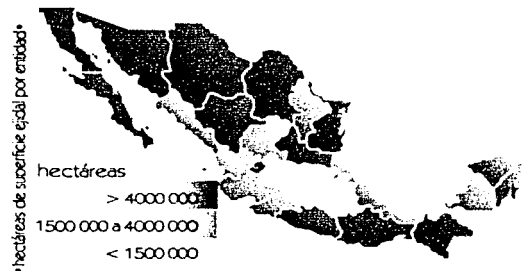 •hectáreas de superficie ejidal por entidad•
hectáreas
> 4000 000
1500 000 a 4000 000
< 1500 000